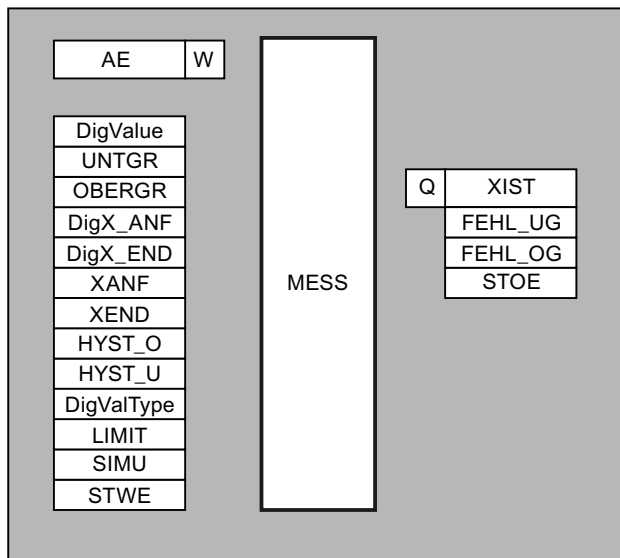 AE W
DigValue
UNTGR
OBERGR
DigX_ANF
DigX_END
XANF
XEND
HYST_O
HYST_U
DigValType
LIMIT
SIMU
STWE
MESS
Q XIST
FEHL_UG
FEHL_OG
STOE